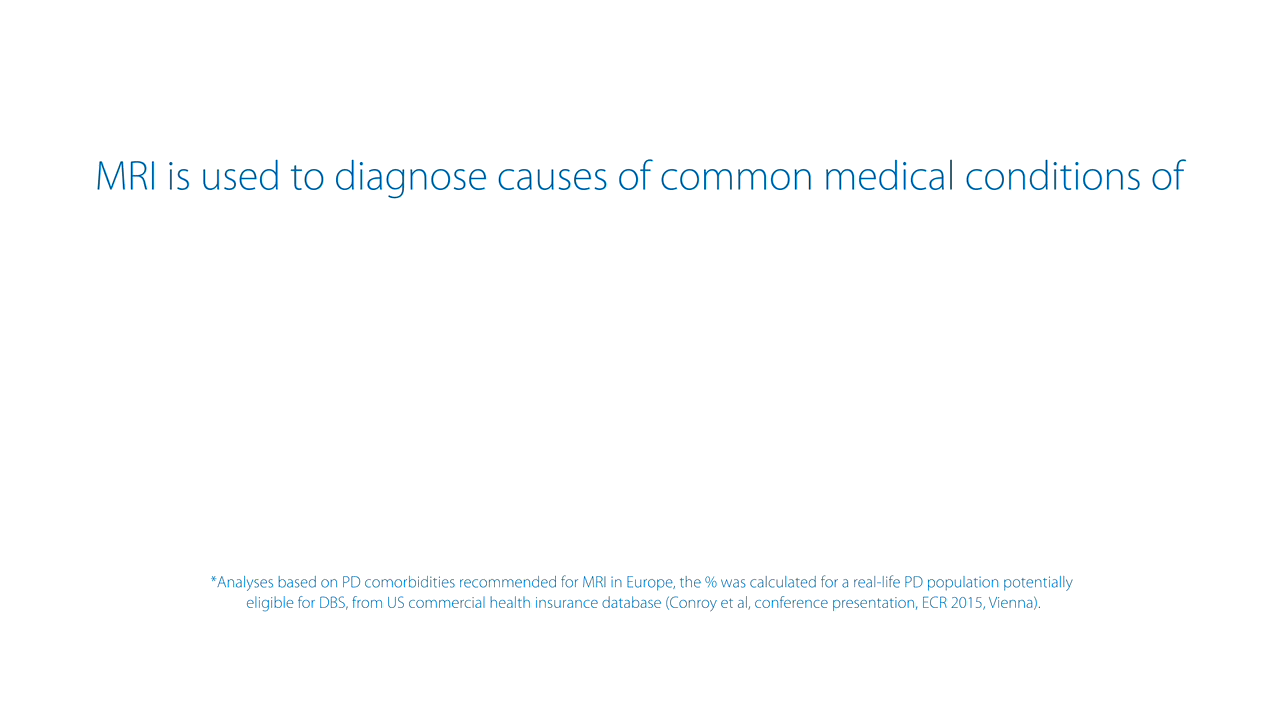 MRI is used to diagnose causes of common medical conditions of
*Analyses based on PD comorbidities recommended for MRI in Europe, the % was calculated for a real-life PD population potentially
eligible for DBS, from US commercial health insurance database (Conroy et al, conference presentation, ECR 2015, Vienna).